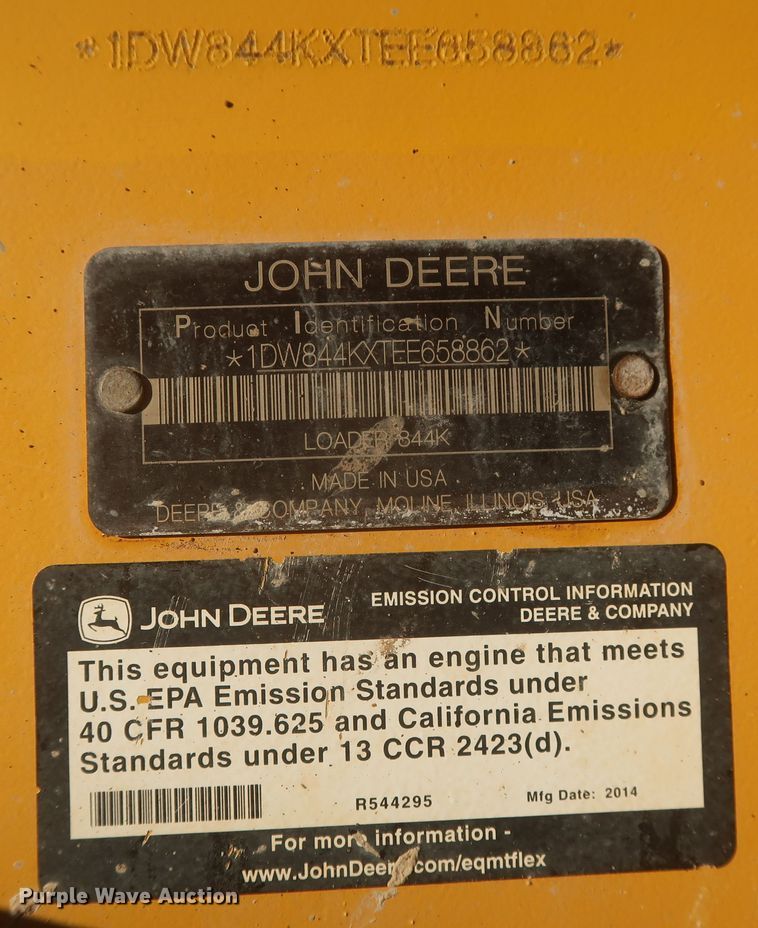 *1DW844KXTEE658862*
JOHN DEERE
Product Identification Number
*1DW844KXTEE658862*
LOADER 844K
MADE IN USA
DEERE & COMPANY, MOLINE, ILLINOIS, USA
JOHN DEERE
EMISSION CONTROL INFORMATION
DEERE & COMPANY
This equipment has an engine that meets
U.S. EPA Emission Standards under
40 CFR 1039.625 and California Emissions
Standards under 13 CCR 2423(d).
R544295 Mfg Date: 2014
For more information -
www.JohnDeere.com/eqmtflex
Purple Wave Auction